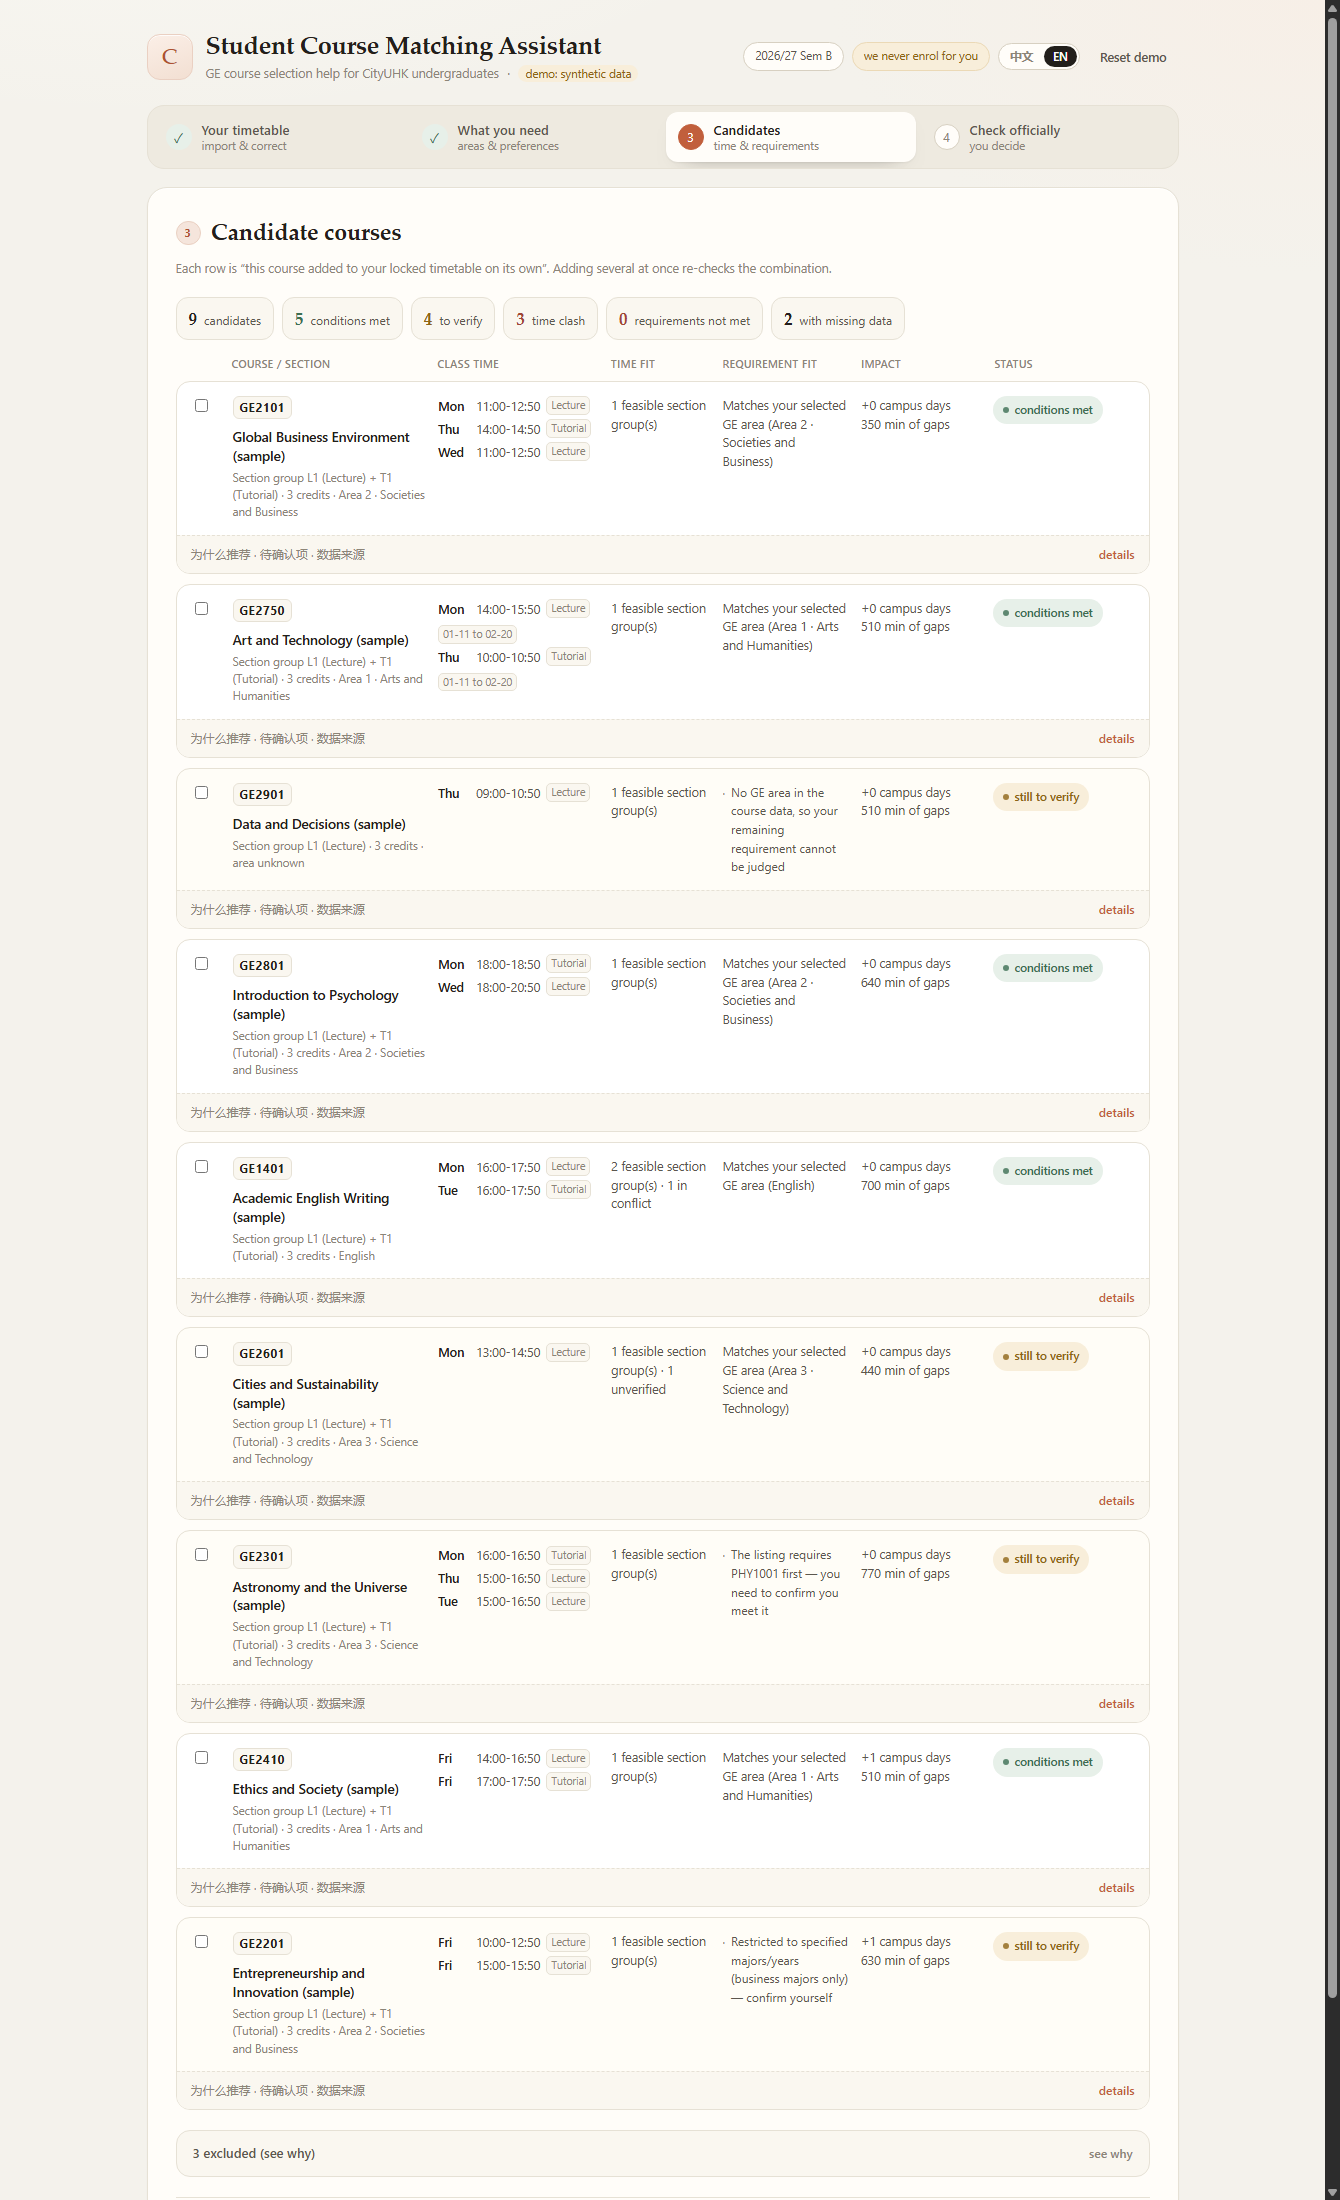 C
Student Course Matching Assistant
GE course selection help for CityUHK undergraduates · demo: synthetic data
2026/27 Sem B
we never enrol for you
中文 EN
Reset demo
✓ Your timetable
import & correct
✓ What you need
areas & preferences
3 Candidates
time & requirements
4 Check officially
you decide
3 Candidate courses
Each row is “this course added to your locked timetable on its own”. Adding several at once re-checks the combination.
9 candidates
5 conditions met
4 to verify
3 time clash
0 requirements not met
2 with missing data
COURSE / SECTION
CLASS TIME
TIME FIT
REQUIREMENT FIT
IMPACT
STATUS
GE2101
Global Business Environment
(sample)
Section group L1 (Lecture) + T1
(Tutorial) · 3 credits · Area 2 · Societies
and Business
Mon 11:00-12:50 Lecture
Thu 14:00-14:50 Tutorial
Wed 11:00-12:50 Lecture
1 feasible section
group(s)
Matches your selected
GE area (Area 2 ·
Societies and
Business)
+0 campus days
350 min of gaps
conditions met
为什么推荐 · 待确认项 · 数据来源
details
GE2750
Art and Technology (sample)
Section group L1 (Lecture) + T1
(Tutorial) · 3 credits · Area 1 · Arts and
Humanities
Mon 14:00-15:50 Lecture
01-11 to 02-20
Thu 10:00-10:50 Tutorial
01-11 to 02-20
1 feasible section
group(s)
Matches your selected
GE area (Area 1 · Arts
and Humanities)
+0 campus days
510 min of gaps
conditions met
为什么推荐 · 待确认项 · 数据来源
details
GE2901
Data and Decisions (sample)
Section group L1 (Lecture) · 3 credits ·
area unknown
Thu 09:00-10:50 Lecture
1 feasible section
group(s)
· No GE area in the
course data, so your
remaining
requirement cannot
be judged
+0 campus days
510 min of gaps
still to verify
为什么推荐 · 待确认项 · 数据来源
details
GE2801
Introduction to Psychology
(sample)
Section group L1 (Lecture) + T1
(Tutorial) · 3 credits · Area 2 · Societies
and Business
Mon 18:00-18:50 Tutorial
Wed 18:00-20:50 Lecture
1 feasible section
group(s)
Matches your selected
GE area (Area 2 ·
Societies and
Business)
+0 campus days
640 min of gaps
conditions met
为什么推荐 · 待确认项 · 数据来源
details
GE1401
Academic English Writing
(sample)
Section group L1 (Lecture) + T1
(Tutorial) · 3 credits · English
Mon 16:00-17:50 Lecture
Tue 16:00-17:50 Tutorial
2 feasible section
group(s) · 1 in
conflict
Matches your selected
GE area (English)
+0 campus days
700 min of gaps
conditions met
为什么推荐 · 待确认项 · 数据来源
details
GE2601
Cities and Sustainability
(sample)
Section group L1 (Lecture) + T1
(Tutorial) · 3 credits · Area 3 · Science
and Technology
Mon 13:00-14:50 Lecture
1 feasible section
group(s) · 1
unverified
Matches your selected
GE area (Area 3 ·
Science and
Technology)
+0 campus days
440 min of gaps
still to verify
为什么推荐 · 待确认项 · 数据来源
details
GE2301
Astronomy and the Universe
(sample)
Section group L1 (Lecture) + T1
(Tutorial) · 3 credits · Area 3 · Science
and Technology
Mon 16:00-16:50 Tutorial
Thu 15:00-16:50 Lecture
Tue 15:00-16:50 Lecture
1 feasible section
group(s)
· The listing requires
PHY1001 first — you
need to confirm you
meet it
+0 campus days
770 min of gaps
still to verify
为什么推荐 · 待确认项 · 数据来源
details
GE2410
Ethics and Society (sample)
Section group L1 (Lecture) + T1
(Tutorial) · 3 credits · Area 1 · Arts and
Humanities
Fri 14:00-16:50 Lecture
Fri 17:00-17:50 Tutorial
1 feasible section
group(s)
Matches your selected
GE area (Area 1 · Arts
and Humanities)
+1 campus days
510 min of gaps
conditions met
为什么推荐 · 待确认项 · 数据来源
details
GE2201
Entrepreneurship and
Innovation (sample)
Section group L1 (Lecture) + T1
(Tutorial) · 3 credits · Area 2 · Societies
and Business
Fri 10:00-12:50 Lecture
Fri 15:00-15:50 Tutorial
1 feasible section
group(s)
· Restricted to specified
majors/years
(business majors only)
— confirm yourself
+1 campus days
630 min of gaps
still to verify
为什么推荐 · 待确认项 · 数据来源
details
3 excluded (see why)
see why